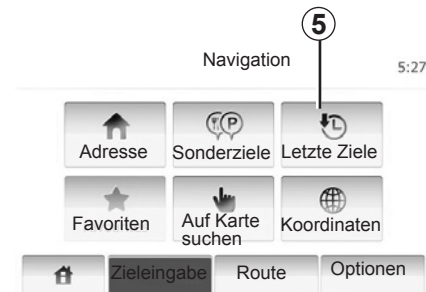 5
Navigation 5:27
Adresse Sonderziele Letzte Ziele
Favoriten Auf Karte suchen Koordinaten
Zieleingabe Route Optionen